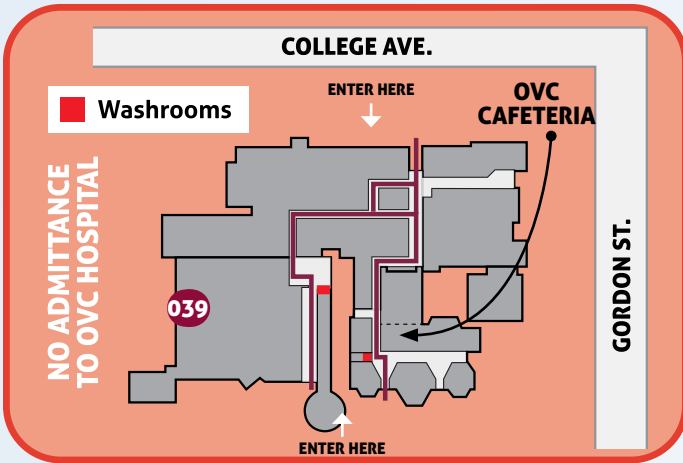 COLLEGE AVE.
ENTER HERE
OVC
CAFETERIA
Washrooms
NO ADMITTANCE
TO OVC HOSPITAL
GORDON ST.
039
ENTER HERE